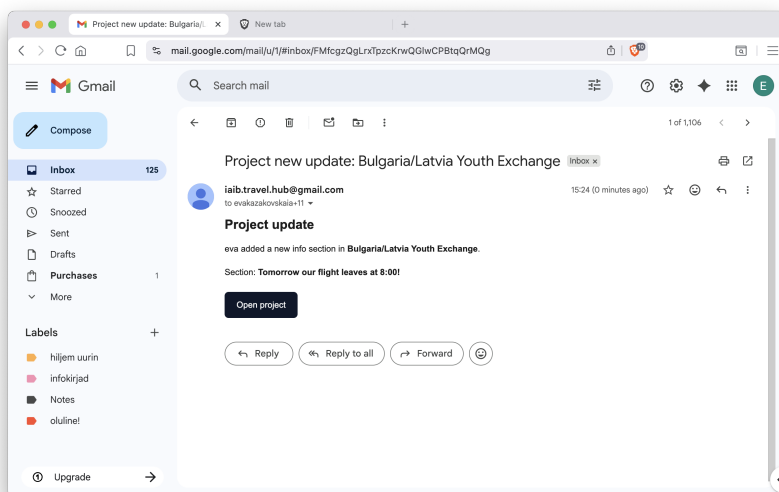 Project new update: Bulgaria/L
New tab
mail.google.com/mail/u/1/#inbox/FMfcgzQgLrxTpzcKrwQGlwCPBtqQrMQg
10
Gmail
Search mail
E
Compose
1 of 1,106
Inbox 125
Starred
Snoozed
Sent
Drafts
Purchases 1
More
Labels
hiljem uurin
infokirjad
Notes
oluline!
Upgrade
Project new update: Bulgaria/Latvia Youth Exchange Inbox x
iaib.travel.hub@gmail.com 15:24 (0 minutes ago)
to evakazakovskaia+11
Project update
eva added a new info section in Bulgaria/Latvia Youth Exchange.
Section: Tomorrow our flight leaves at 8:00!
Open project
Reply Reply to all Forward